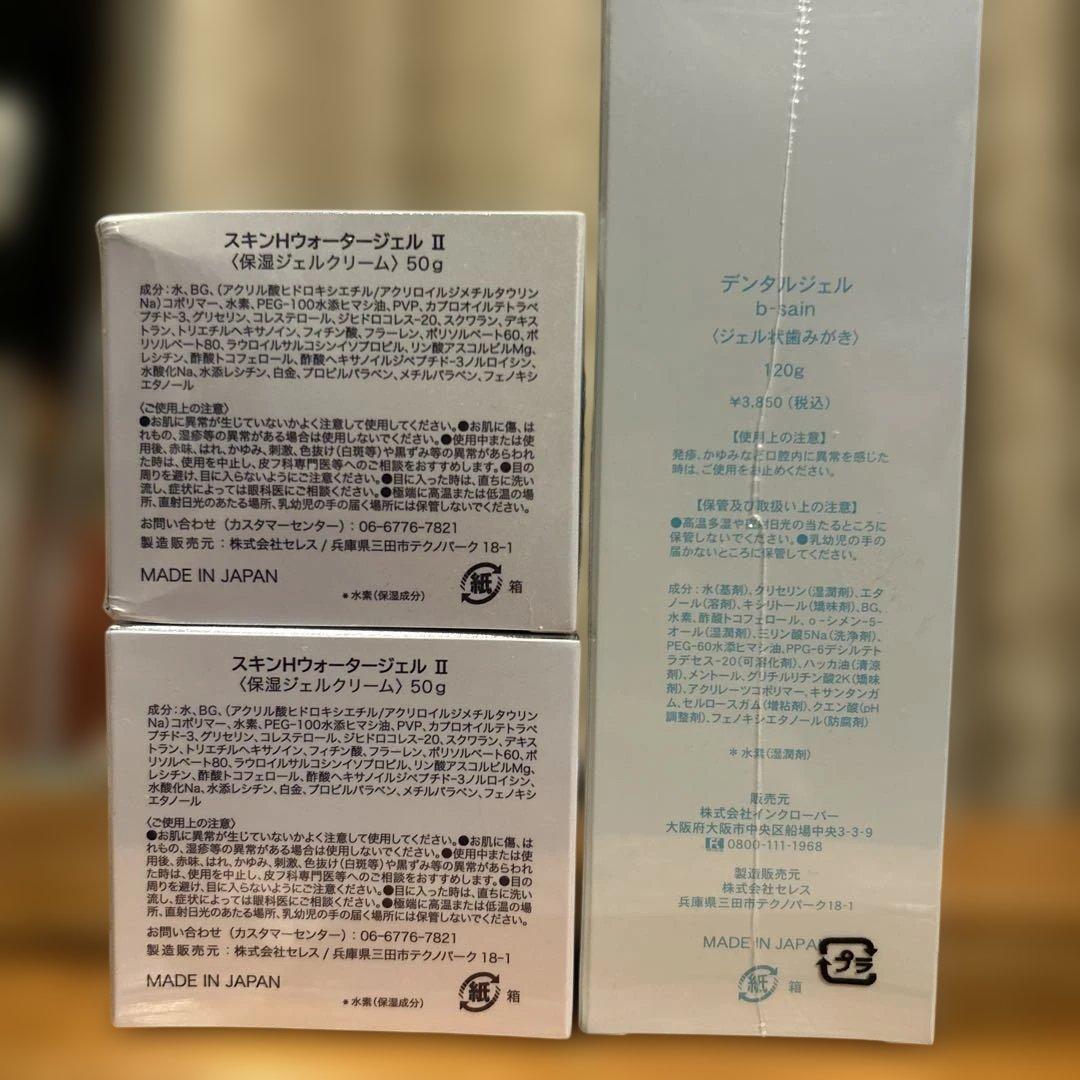 スキンHウォータージェル Ⅱ
〈保湿ジェルクリーム〉50g
成分:水、BG、(アクリル酸ヒドロキシエチル/アクリロイルジメチルタウリン
Na)コポリマー、水素、PEG-100水添ヒマシ油、PVP、カプロオイルテトラペ
プチド-3、グリセリン、コレステロール、ジヒドロコレス-20、スクワラン、デキス
トラン、トリエチルヘキサノイン、フィチン酸、フラーレン、ポリソルベート60、ポ
リソルベート80、ラウロイルサルコシンイソプロピル、リン酸アスコルビルMg、
レシチン、酢酸トコフェロール、酢酸ヘキサノイルジペプチド-3ノルロイシン、
水酸化Na、水添レシチン、白金、プロピルパラベン、メチルパラベン、フェノキシ
エタノール
〈ご使用上の注意〉
●お肌に異常が生じていないかよく注意して使用してください。●お肌に傷、は
れもの、湿疹等の異常がある場合は使用しないでください。●使用中または使
用後、赤味、はれ、かゆみ、刺激、色抜け(白斑等)や黒ずみ等の異常があらわれ
た時は、使用を中止し、皮フ科専門医等へのご相談をおすすめします。●目の
周りを避け、目に入らないようにご注意ください。●目に入った時は、直ちに洗い
流し、症状によっては眼科医にご相談ください。●極端に高温または低温の場
所、直射日光のあたる場所、乳幼児の手の届く場所には保管しないでください。
お問い合わせ(カスタマーセンター):06-6776-7821
製造販売元:株式会社セレス/兵庫県三田市テクノパーク 18-1
MADE IN JAPAN
*水素(保湿成分)
紙 箱
スキンHウォータージェル Ⅱ
〈保湿ジェルクリーム〉50g
成分:水、BG、(アクリル酸ヒドロキシエチル/アクリロイルジメチルタウリン
Na)コポリマー、水素、PEG-100水添ヒマシ油、PVP、カプロオイルテトラペ
プチド-3、グリセリン、コレステロール、ジヒドロコレス-20、スクワラン、デキス
トラン、トリエチルヘキサノイン、フィチン酸、フラーレン、ポリソルベート60、ポ
リソルベート80、ラウロイルサルコシンイソプロピル、リン酸アスコルビルMg、
レシチン、酢酸トコフェロール、酢酸ヘキサノイルジペプチド-3ノルロイシン、
水酸化Na、水添レシチン、白金、プロピルパラベン、メチルパラベン、フェノキシ
エタノール
〈ご使用上の注意〉
●お肌に異常が生じていないかよく注意して使用してください。●お肌に傷、は
れもの、湿疹等の異常がある場合は使用しないでください。●使用中または使
用後、赤味、はれ、かゆみ、刺激、色抜け(白斑等)や黒ずみ等の異常があらわれ
た時は、使用を中止し、皮フ科専門医等へのご相談をおすすめします。●目の
周りを避け、目に入らないようにご注意ください。●目に入った時は、直ちに洗い
流し、症状によっては眼科医にご相談ください。●極端に高温または低温の場
所、直射日光のあたる場所、乳幼児の手の届く場所には保管しないでください。
お問い合わせ(カスタマーセンター):06-6776-7821
製造販売元:株式会社セレス/兵庫県三田市テクノパーク 18-1
MADE IN JAPAN
*水素(保湿成分)
紙 箱
デンタルジェル
b-sain
〈ジェル状歯みがき〉
120g
¥3,850(税込)
【使用上の注意】
発疹、かゆみなど口腔内に異常を感じた
時は、ご使用をお止めください。
【保管及び取扱い上の注意】
●高温多湿や直射日光の当たるところに
保管しないでください。●乳幼児の手の
届かないところに保管してください。
成分:水(基剤)、グリセリン(湿潤剤)、エタ
ノール(溶剤)、キシリトール(矯味剤)、BG、
水素、酢酸トコフェロール、o-シメン-5-
オール(湿潤剤)、三リン酸5Na(洗浄剤)、
PEG-60水添ヒマシ油、PPG-6デシルテト
ラデセス-20(可溶化剤)、ハッカ油(清涼
剤)、メントール、グリチルリチン酸2K(矯味
剤)、アクリレーツコポリマー、キサンタンガ
ム、セルロースガム(増粘剤)、クエン酸(pH
調整剤)、フェノキシエタノール(防腐剤)
*水素(湿潤剤)
販売元
株式会社インクローバー
大阪府大阪市中央区船場中央3-3-9
0800-111-1968
製造販売元
株式会社セレス
兵庫県三田市テクノパーク18-1
MADE IN JAPA
プラ
紙 箱